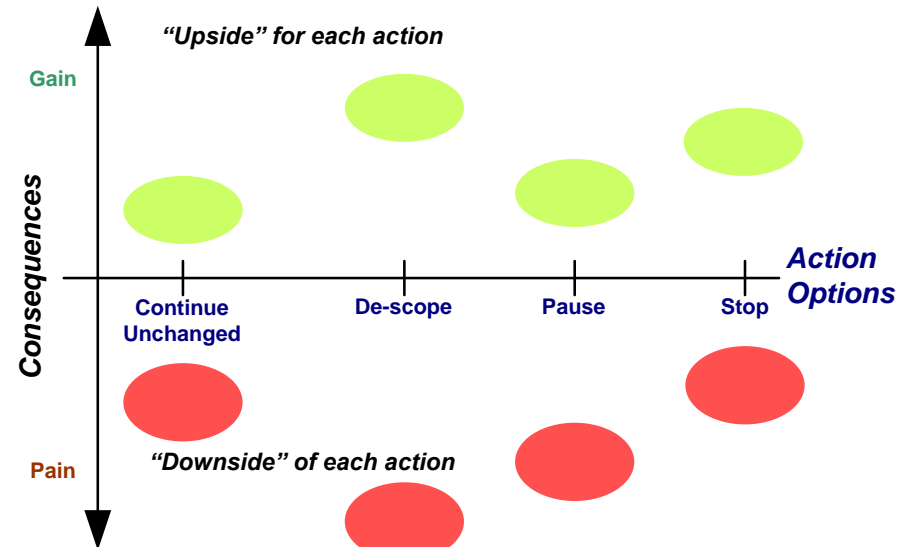 “Upside” for each action
Gain
Consequences
Action
Options
Continue
Unchanged
De-scope
Pause
Stop
“Downside” of each action
Pain